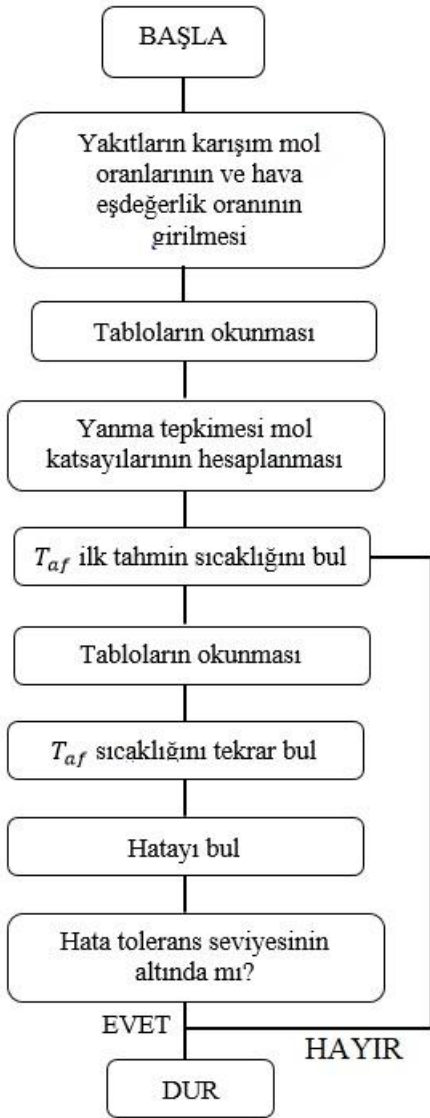 BAŞLA
Yakıtların karışım mol
oranlarının ve hava
eşdeğerlik oranının
girilmesi
Tabloların okunması
Yanma tepkimesi mol
katsayılarının hesaplanması
T_af ilk tahmin sıcaklığını bul
Tabloların okunması
T_af sıcaklığını tekrar bul
Hatayı bul
Hata tolerans seviyesinin
altında mı?
EVET
HAYIR
DUR